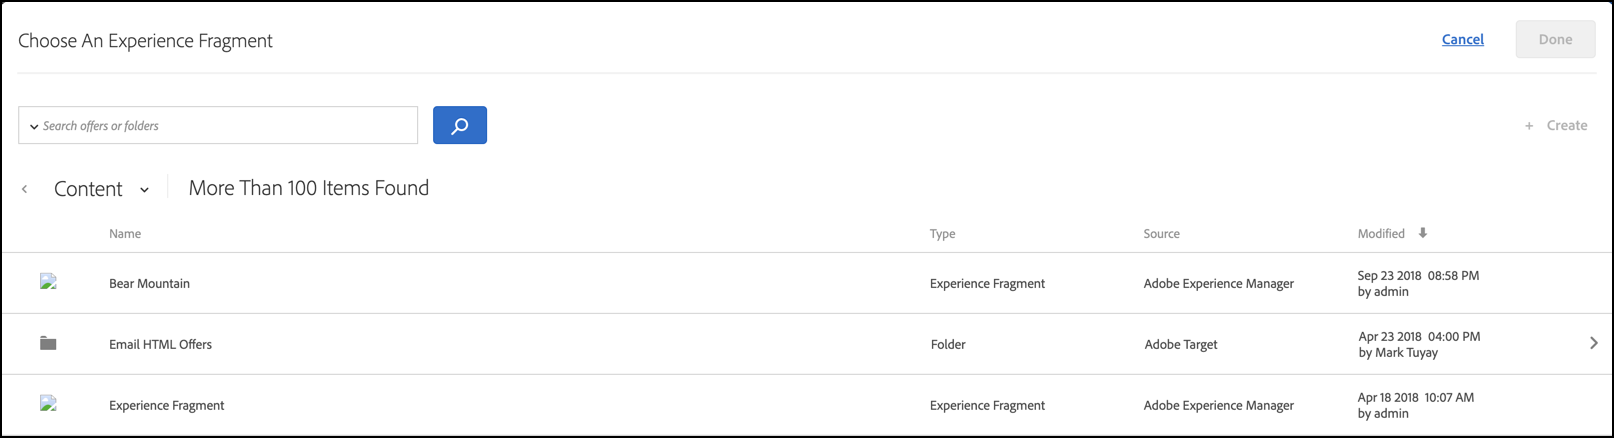 Choose An Experience Fragment
Cancel
Done
Search offers or folders
+ Create
Content
More Than 100 Items Found
Name Type Source Modified
Bear Mountain Experience Fragment Adobe Experience Manager Sep 23 2018 08:58 PM
by admin
Email HTML Offers Folder Adobe Target Apr 23 2018 04:00 PM
by Mark Tuyay
Experience Fragment Experience Fragment Adobe Experience Manager Apr 18 2018 10:07 AM
by admin